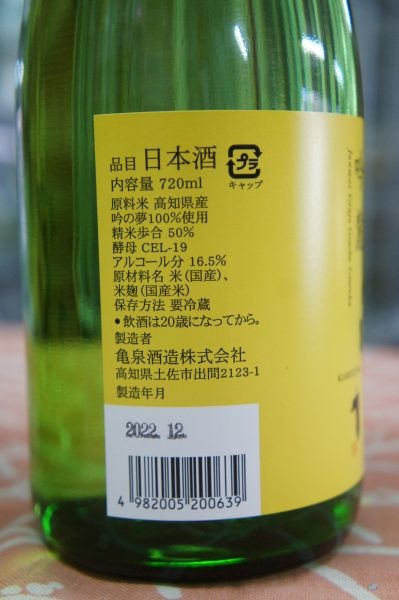 品目 日本酒 プラ
キャップ
内容量 720ml
原料米 高知県産
吟の夢100%使用
精米歩合 50%
酵母 CEL-19
アルコール分 16.5%
原材料名 米(国産)、
米麹(国産米)
保存方法 要冷蔵
●飲酒は20歳になってから。
製造者
亀泉酒造株式会社
高知県土佐市出間2123-1
製造年月
2022.12
4 982005 200639